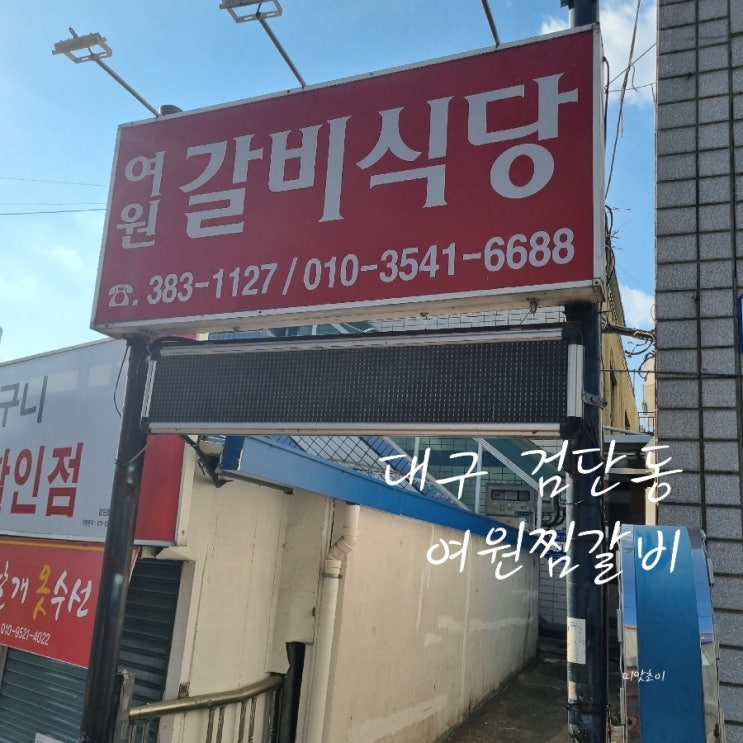 여원 갈비식당
☎. 383-1127 / 010-3541-6688
구니
할인점
옷수선
010-9521-4022
대구 검단동
여원찜갈비